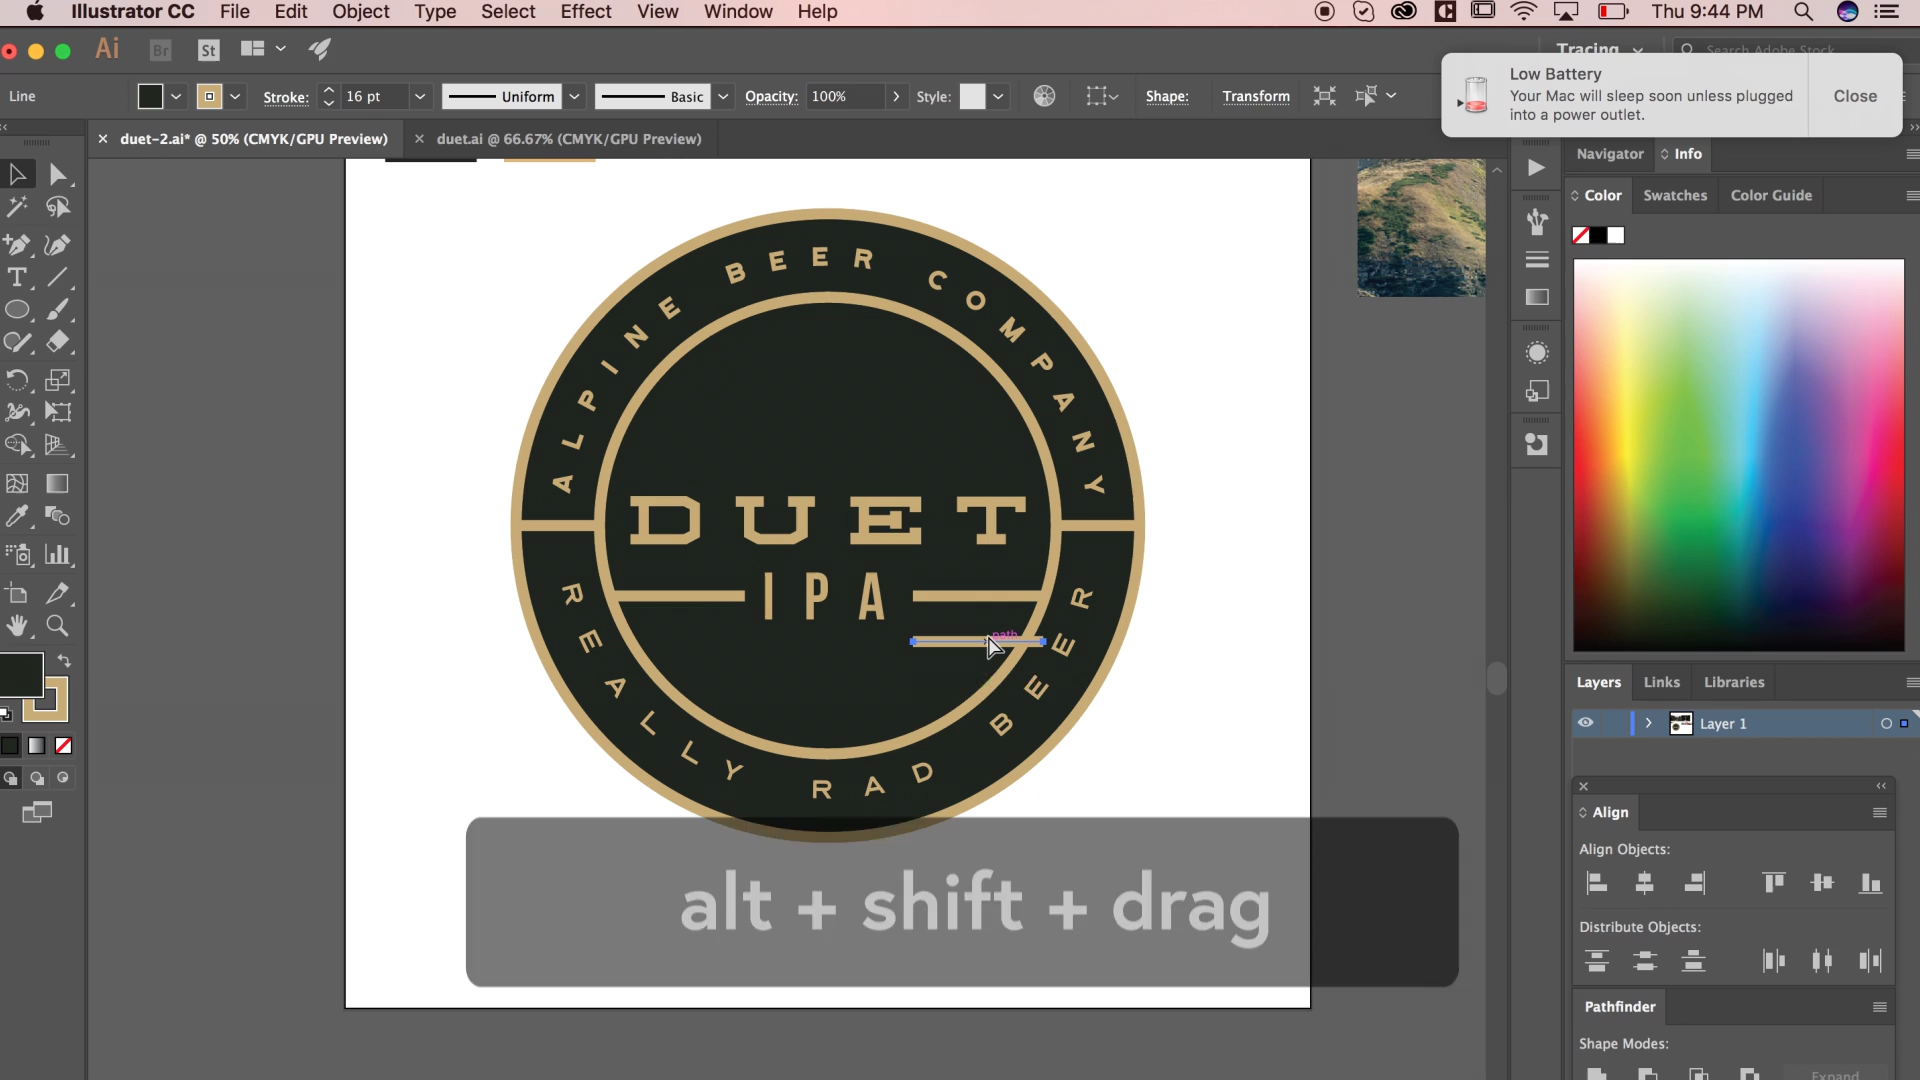 Illustrator CC File Edit Object Type Select Effect View Window Help
Thu 9:44 PM
Ai Br St
Tracing
Search Adobe Stock
Low Battery
Your Mac will sleep soon unless plugged
into a power outlet.
Close
Line
Stroke: 16 pt Uniform Basic Opacity: 100% Style: Shape: Transform
duet-2.ai* @ 50% (CMYK/GPU Preview)
duet.ai @ 66.67% (CMYK/GPU Preview)
Navigator Info
Color Swatches Color Guide
ALPINE BEER COMPANY
DUET
IPA
path
REALLY RAD BEER
alt + shift + drag
Layers Links Libraries
Layer 1
Align
Align Objects:
Distribute Objects:
Pathfinder
Shape Modes:
Expand